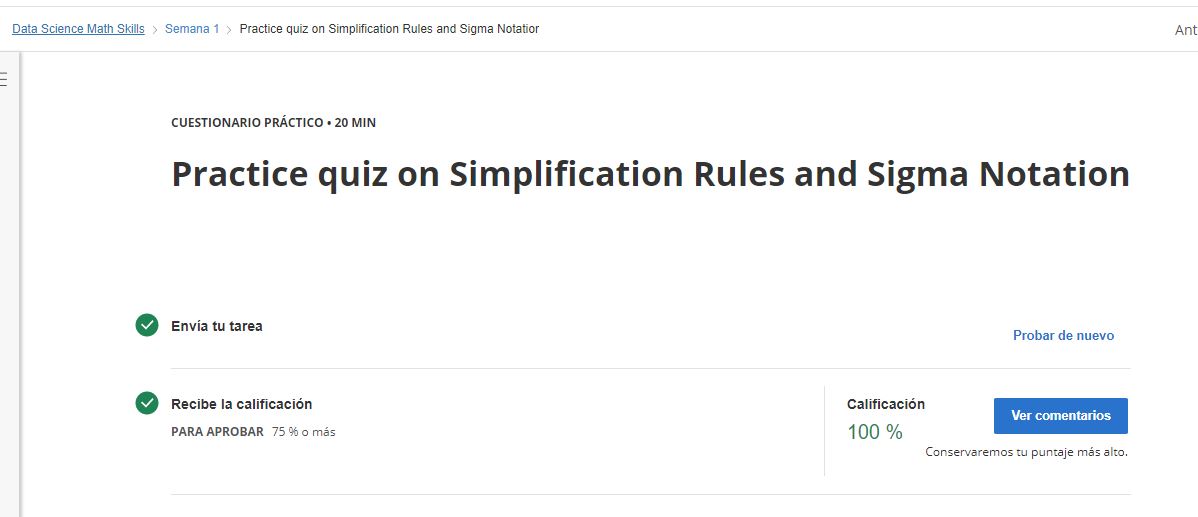 Data Science Math Skills > Semana 1 > Practice quiz on Simplification Rules and Sigma Notation
Ant
CUESTIONARIO PRÁCTICO • 20 MIN
Practice quiz on Simplification Rules and Sigma Notation
Envía tu tarea
Probar de nuevo
Recibe la calificación
PARA APROBAR 75 % o más
Calificación
100 %
Ver comentarios
Conservaremos tu puntaje más alto.